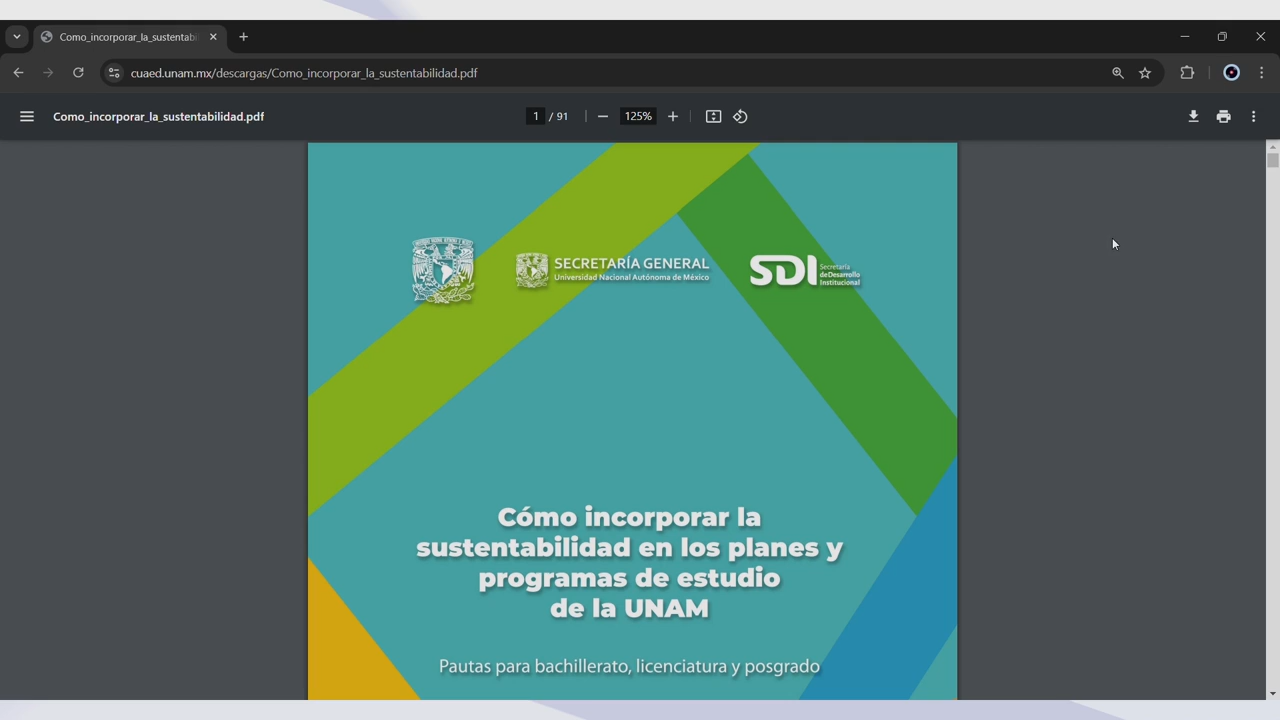 Como_incorporar_la_sustentabi
cuaed.unam.mx/descargas/Como_incorporar_la_sustentabilidad.pdf
Como_incorporar_la_sustentabilidad.pdf
1 / 91
125%
SECRETARÍA GENERAL
Universidad Nacional Autónoma de México
SDI
Secretaría
de Desarrollo
Institucional
Cómo incorporar la
sustentabilidad en los planes y
programas de estudio
de la UNAM
Pautas para bachillerato, licenciatura y posgrado